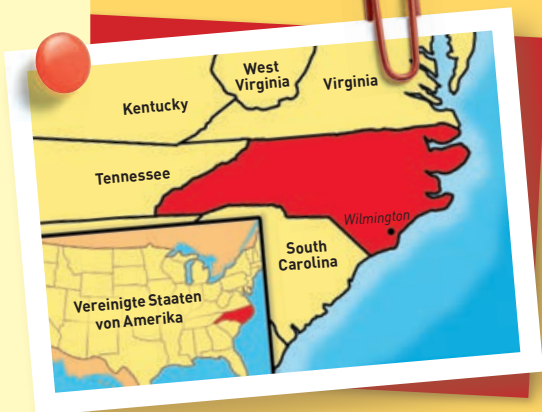 West
Virginia
Virginia
Kentucky
Tennessee
Wilmington
South
Carolina
Vereinigte Staaten
von Amerika